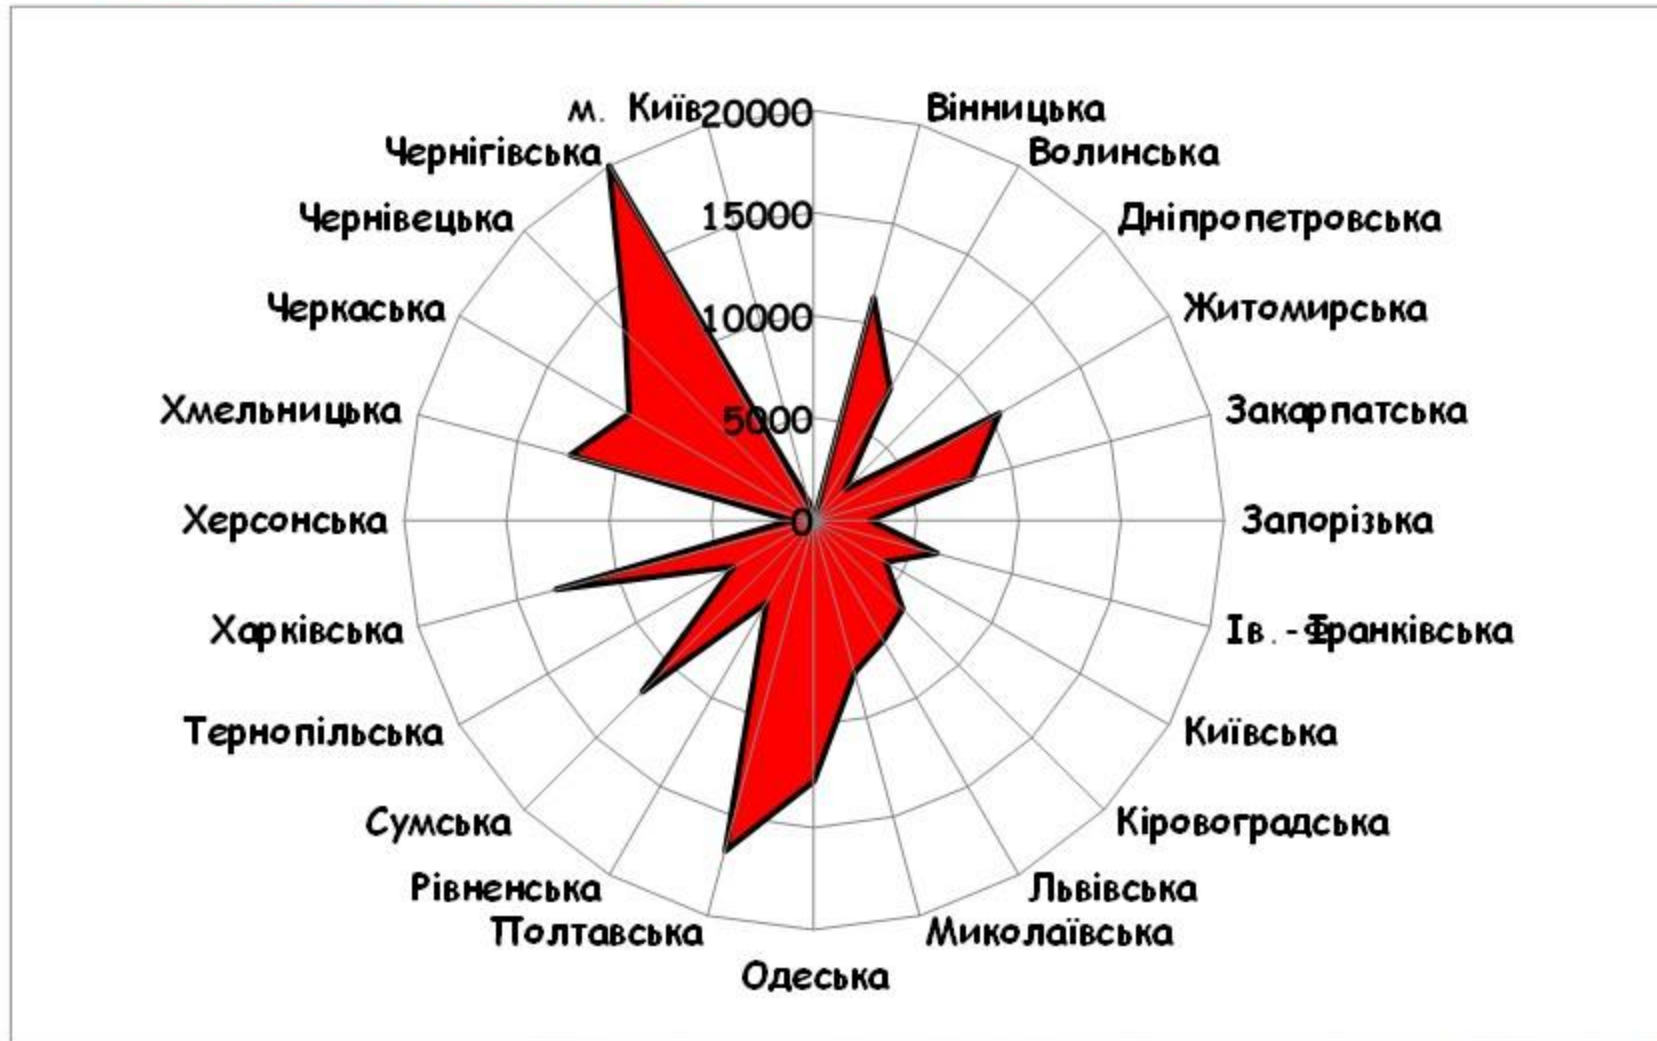 м. Київ
20000
Вінницька
Чернігівська
Волинська
Чернівецька
15000
Дніпропетровська
Черкаська
10000
Житомирська
Хмельницька
5000
Закарпатська
Херсонська
0
Запорізька
Харківська
Ів.-Франківська
Тернопільська
Київська
Сумська
Кіровоградська
Рівненська
Львівська
Полтавська
Миколаївська
Одеська